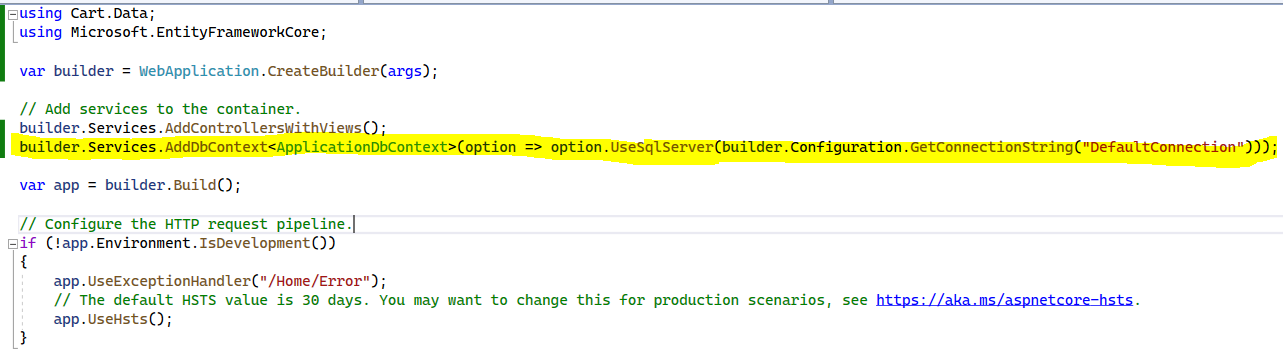 using Cart.Data;
using Microsoft.EntityFrameworkCore;
var builder = WebApplication.CreateBuilder(args);
// Add services to the container.
builder.Services.AddControllersWithViews();
builder.Services.AddDbContext<ApplicationDbContext>(option => option.UseSqlServer(builder.Configuration.GetConnectionString("DefaultConnection")));
var app = builder.Build();
// Configure the HTTP request pipeline.
if (!app.Environment.IsDevelopment())
{
    app.UseExceptionHandler("/Home/Error");
    // The default HSTS value is 30 days. You may want to change this for production scenarios, see https://aka.ms/aspnetcore-hsts.
    app.UseHsts();
}